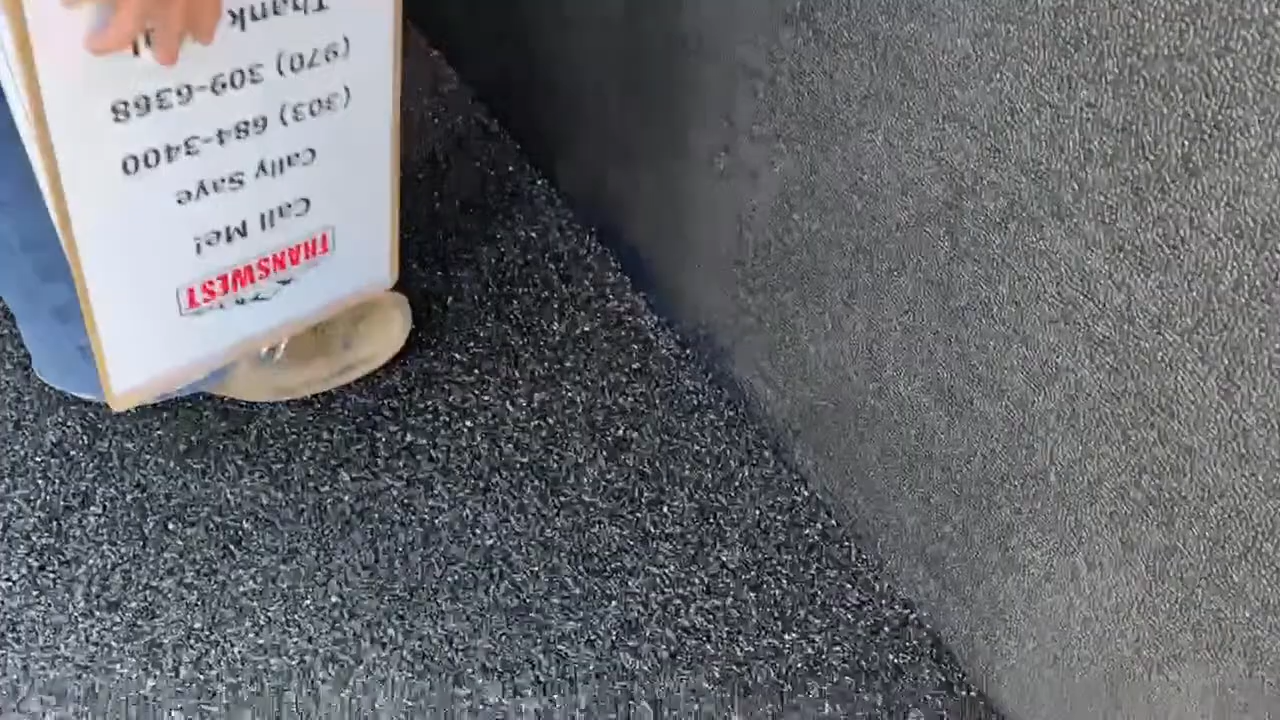 TRANSWEST
Call Me!
Cally Saye
(303) 684-3400
(970) 309-6368
Thank